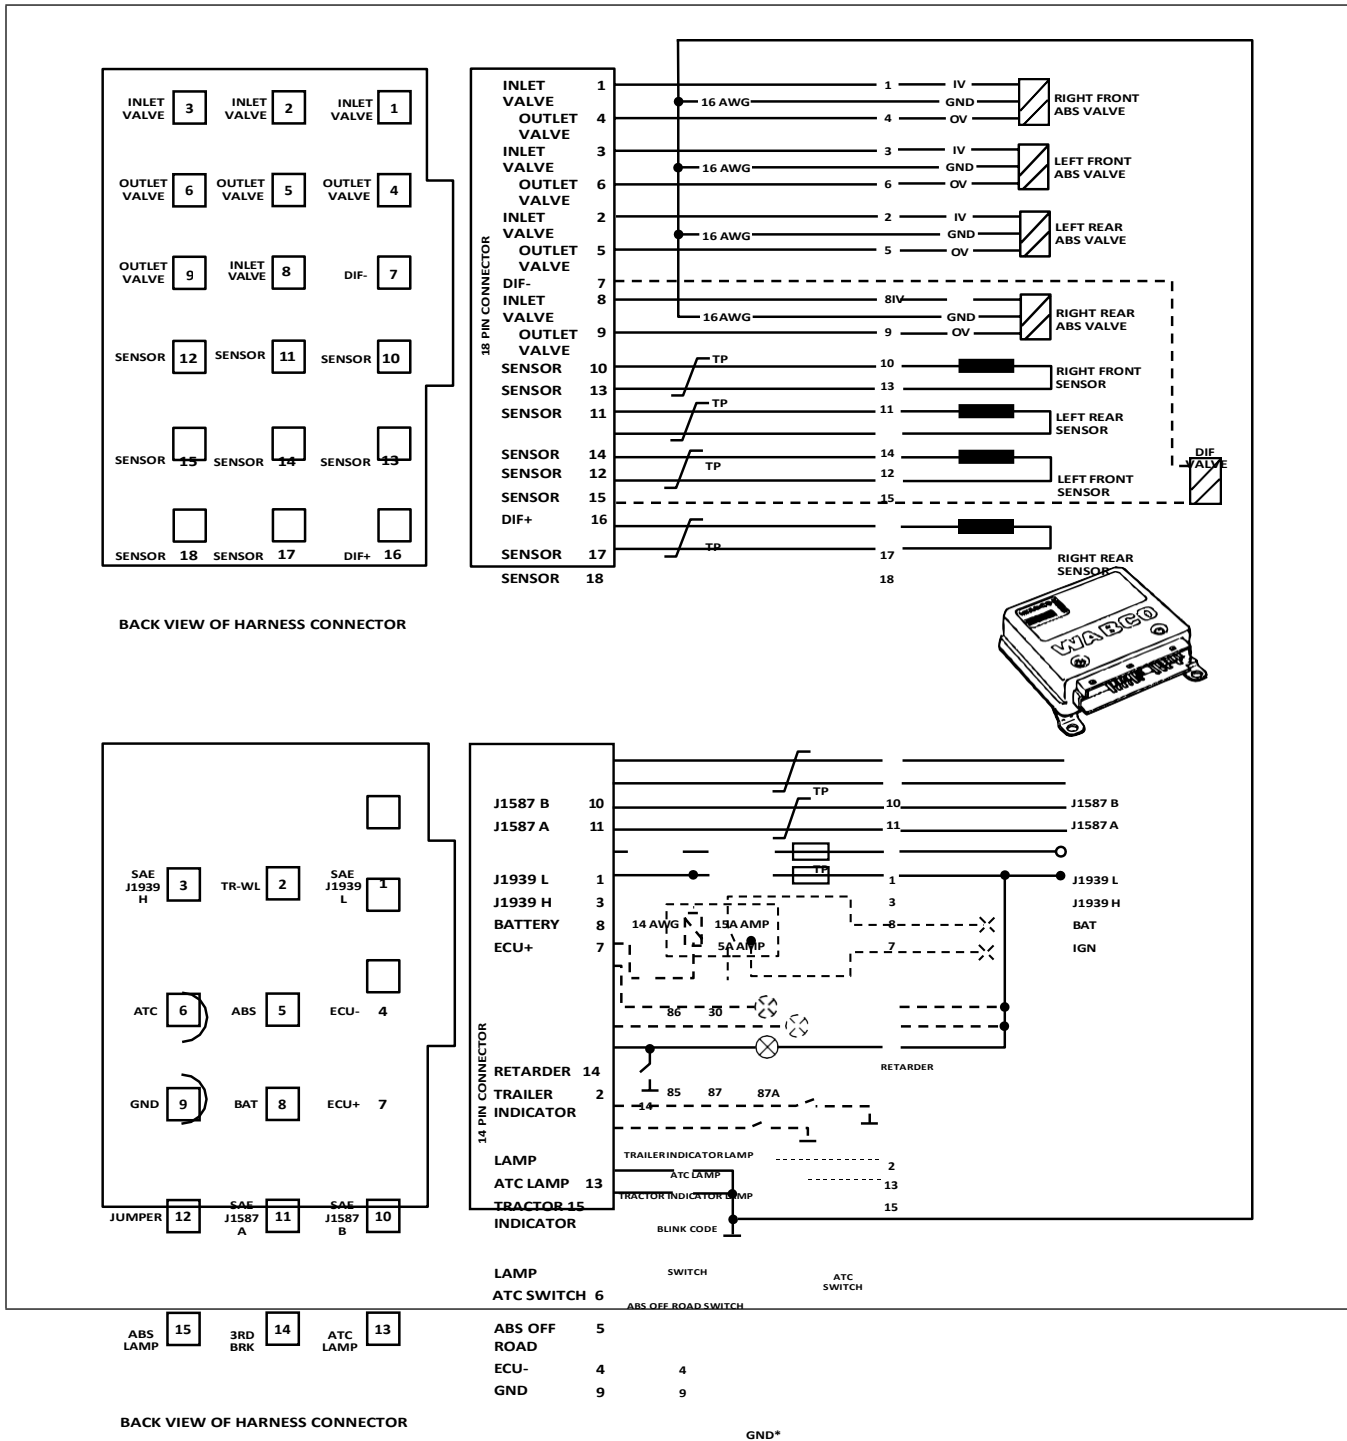 INLET
VALVE
3
INLET
VALVE
2
INLET
VALVE
1
OUTLET
VALVE
6
OUTLET
VALVE
5
OUTLET
VALVE
4
OUTLET
VALVE
9
INLET
VALVE
8
DIF-
7
SENSOR
12
SENSOR
11
SENSOR
10
SENSOR
15
SENSOR
14
SENSOR
13
SENSOR
18
SENSOR
17
DIF+
16
BACK VIEW OF HARNESS CONNECTOR
18 PIN CONNECTOR
INLET 1
VALVE
OUTLET 4
VALVE
INLET 3
VALVE
OUTLET 6
VALVE
INLET 2
VALVE
OUTLET 5
VALVE
DIF- 7
INLET 8
VALVE
OUTLET 9
VALVE
SENSOR 10
SENSOR 13
SENSOR 11
SENSOR 14
SENSOR 12
SENSOR 15
DIF+ 16
SENSOR 17
SENSOR 18
1 IV
16 AWG GND
4 OV
RIGHT FRONT
ABS VALVE
3 IV
16 AWG GND
6 OV
LEFT FRONT
ABS VALVE
2 IV
16 AWG GND
5 OV
LEFT REAR
ABS VALVE
8IV
16AWG GND
9 OV
RIGHT REAR
ABS VALVE
TP 10
13
RIGHT FRONT
SENSOR
TP 11
LEFT REAR
SENSOR
14
TP 12
LEFT FRONT
SENSOR
15
DIF
VALVE
TP
17
18
RIGHT REAR
SENSOR
WABCO
SAE
J1939
H
3
TR-WL
2
SAE
J1939
L
1
ATC
6
ABS
5
ECU- 4
GND
9
BAT
8
ECU+ 7
JUMPER
12
SAE
J1587
A
11
SAE
J1587
B
10
ABS
LAMP
15
3RD
BRK
14
ATC
LAMP
13
BACK VIEW OF HARNESS CONNECTOR
14 PIN CONNECTOR
J1587 B 10
J1587 A 11
J1939 L 1
J1939 H 3
BATTERY 8
ECU+ 7
RETARDER 14
TRAILER 2
INDICATOR
LAMP
ATC LAMP 13
TRACTOR 15
INDICATOR
LAMP
ATC SWITCH 6
ABS OFF 5
ROAD
ECU- 4
GND 9
TP
10 J1587 B
11 J1587 A
TP
1 J1939 L
3 J1939 H
14 AWG 15A AMP 8 BAT
5A AMP 7 IGN
86 30
RETARDER
85 87 87A
14
TRAILER INDICATOR LAMP 2
ATC LAMP 13
TRACTOR INDICATOR LAMP 15
BLINK CODE
SWITCH
ATC
SWITCH
ABS OFF ROAD SWITCH
4
9
GND*